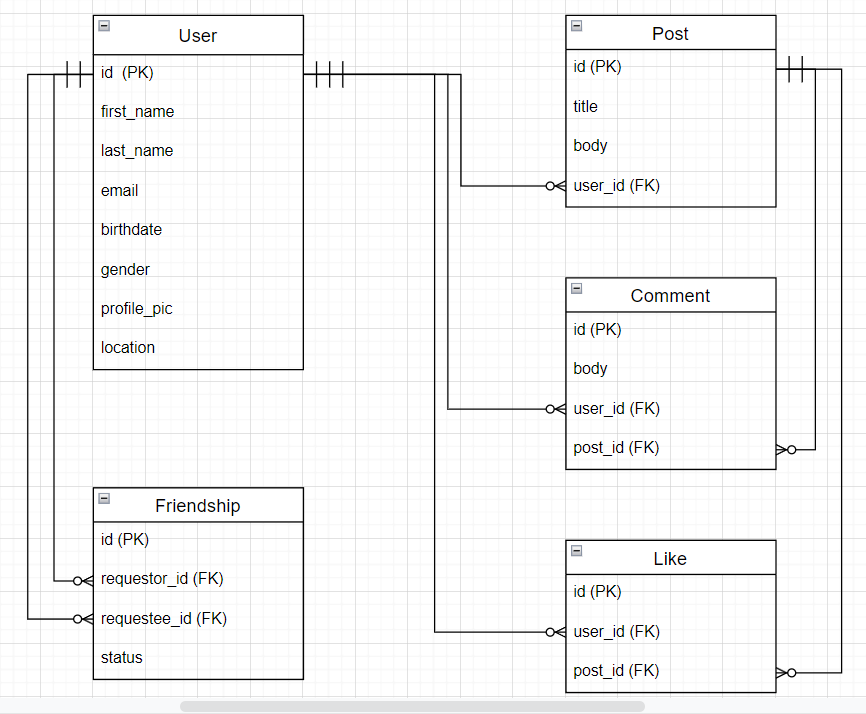 User
id  (PK)
first_name
last_name
email
birthdate
gender
profile_pic
location
Friendship
id (PK)
requestor_id (FK)
requestee_id (FK)
status
Post
id (PK)
title
body
user_id (FK)
Comment
id (PK)
body
user_id (FK)
post_id (FK)
Like
id (PK)
user_id (FK)
post_id (FK)